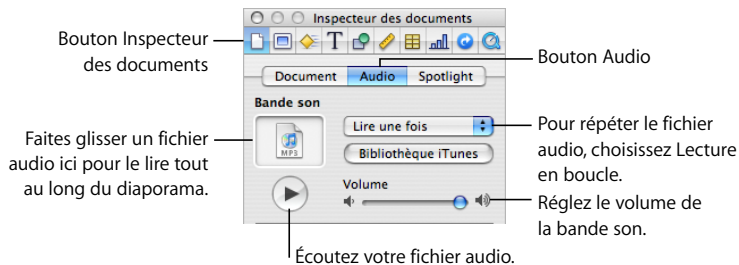 Inspecteur des documents
Bouton Inspecteur
des documents
T
Bouton Audio
Document
Audio
Spotlight
Bande son
Faites glisser un fichier
audio ici pour le lire tout
au long du diaporama.
MP3
Lire une fois
Bibliothèque iTunes
Pour répéter le fichier
audio, choisissez Lecture
en boucle.
Volume
Réglez le volume de
la bande son.
Écoutez votre fichier audio.